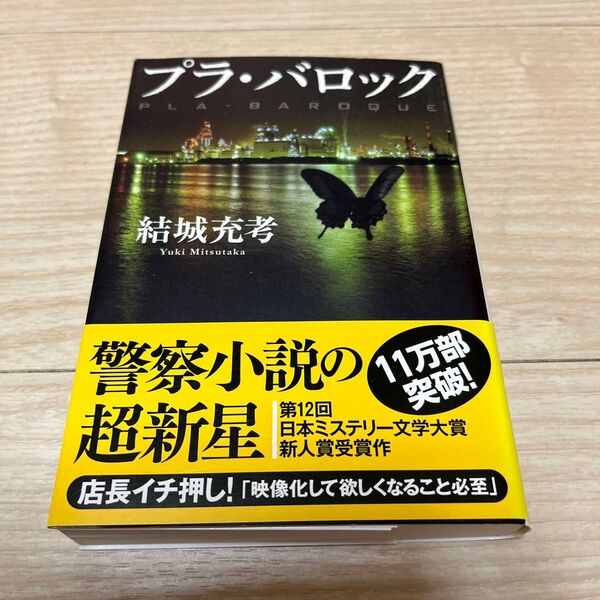 プラ・バロック
PLA-BAROQUE
結城充考
Yuki Mitsutaka
警察小説の
超新星
11万部
突破!
第12回
日本ミステリー文学大賞
新人賞受賞作
店長イチ押し!「映像化して欲しくなること必至」